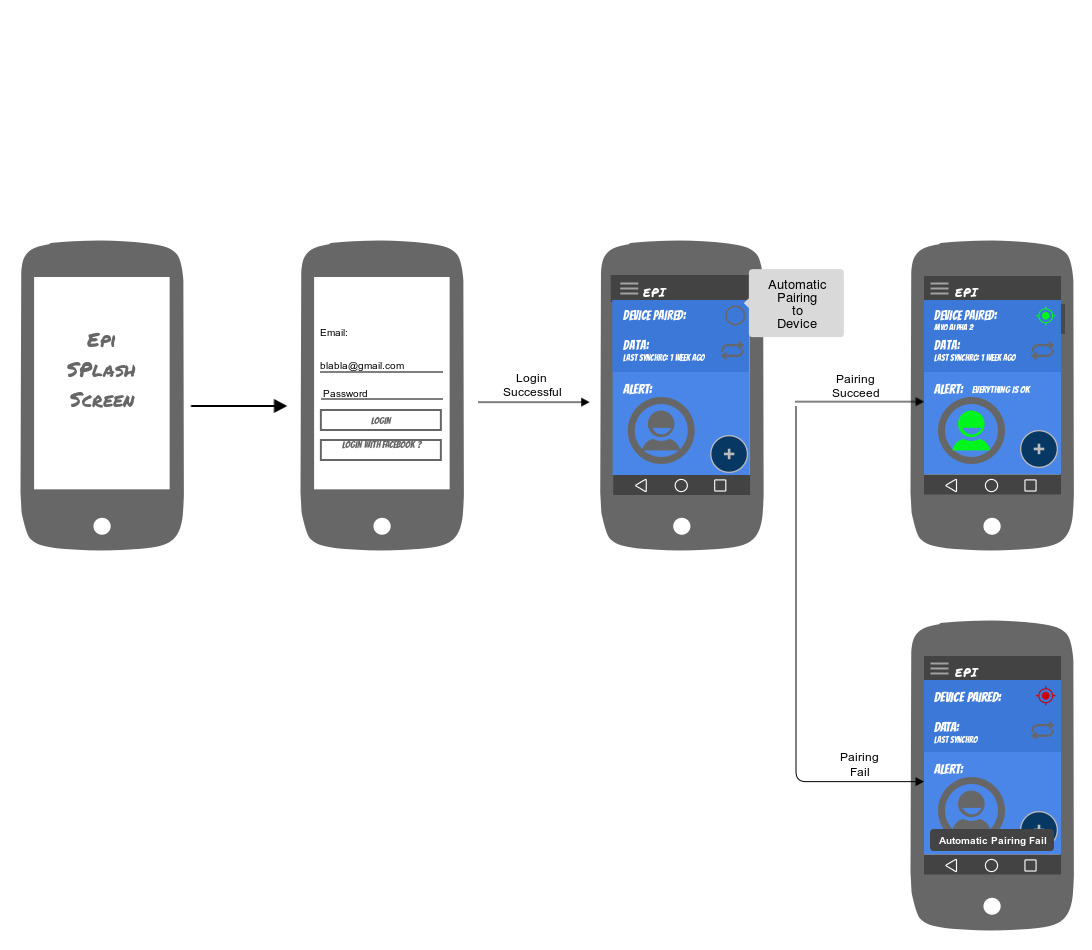 Epi
SPlash
Screen
Email:
blabla@gmail.com
Password
LOGIN
LOGIN WITH FACEBOOK ?
Login
Successful
EPI
DEVICE PAIRED:
DATA:
LAST SYNCHRO: 1 WEEK AGO
ALERT:
Automatic
Pairing
to
Device
Pairing
Succeed
EPI
DEVICE PAIRED:
MYO ALPHA 2
DATA:
LAST SYNCHRO: 1 WEEK AGO
ALERT: EVERYTHING IS OK
Pairing
Fail
EPI
DEVICE PAIRED:
DATA:
LAST SYNCHRO
ALERT:
Automatic Pairing Fail